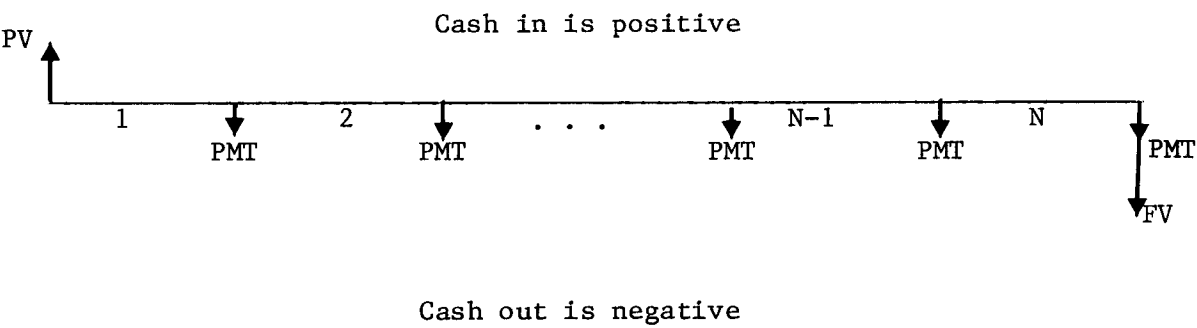 Cash in is positive
PV
1 2 . . . N-1 N
PMT PMT PMT PMT PMT
FV
Cash out is negative